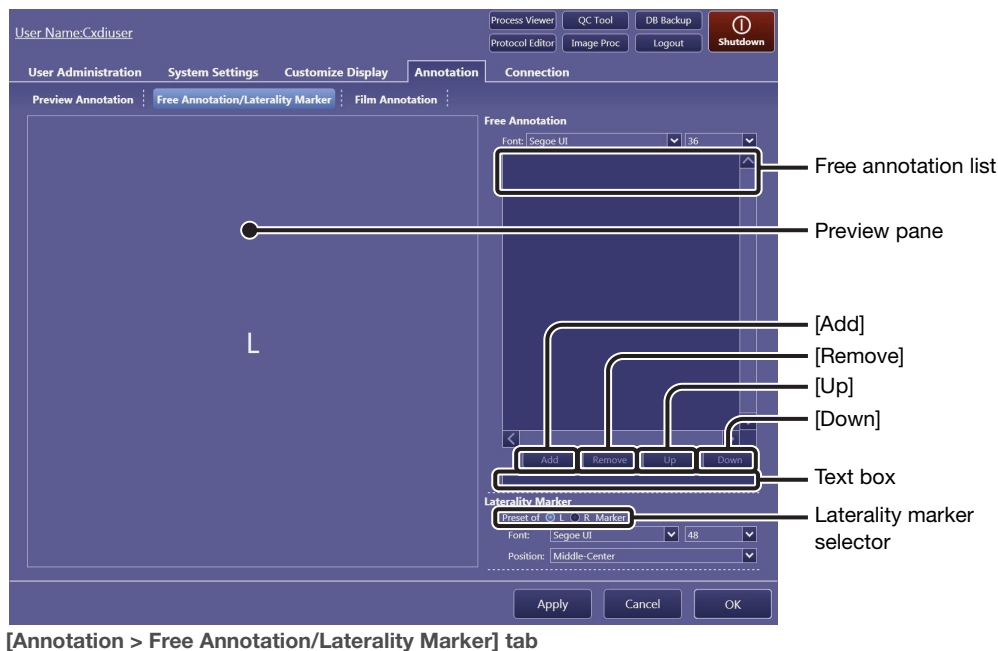 User Name:Cxdiuser
Process Viewer QC Tool DB Backup Shutdown
Protocol Editor Image Proc Logout
User Administration System Settings Customize Display Annotation Connection
Preview Annotation Free Annotation/Laterality Marker Film Annotation
Free Annotation
Font: Segoe UI 36
Free annotation list
Preview pane
L
[Add]
[Remove]
[Up]
[Down]
Add Remove Up Down
Text box
Laterality Marker
Preset of L R Marker
Laterality marker
selector
Font: Segoe UI 48
Position: Middle-Center
Apply Cancel OK
[Annotation > Free Annotation/Laterality Marker] tab